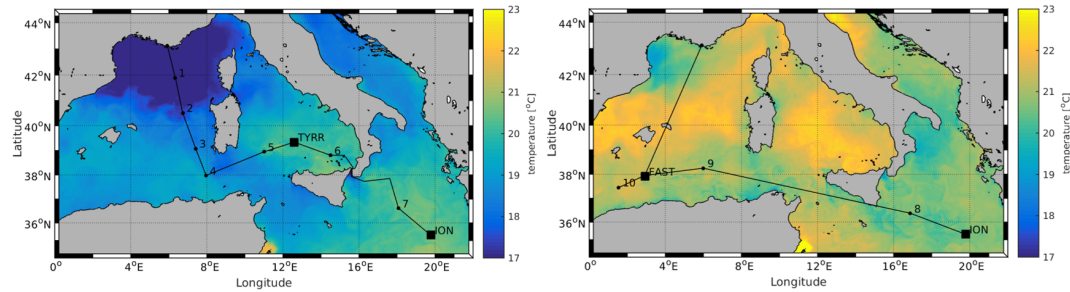 44°N
42°N
40°N
38°N
36°N
Latitude
0°
4°E
8°E
12°E
16°E
20°E
Longitude
1
2
3
4
5
TYRR
6
7
ION
23
22
21
20
19
18
17
temperature [°C]
44°N
42°N
40°N
38°N
36°N
Latitude
0°
4°E
8°E
12°E
16°E
20°E
Longitude
10
FAST
9
8
ION
23
22
21
20
19
18
17
temperature [°C]